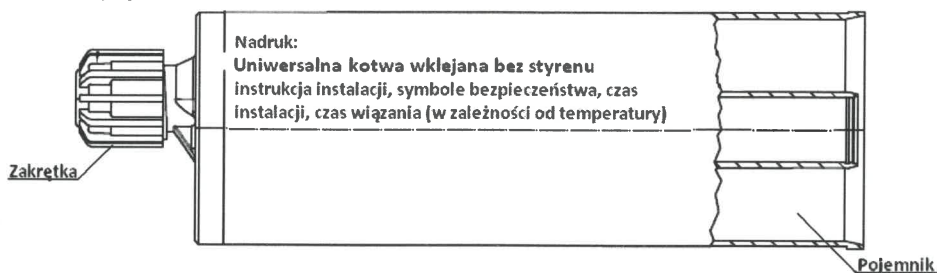 Nadruk:
Uniwersalna kotwa wklejana bez styrenu
instrukcja instalacji, symbole bezpieczeństwa, czas
instalacji, czas wiązania (w zależności od temperatury)
Zakrętka
Pojemnik